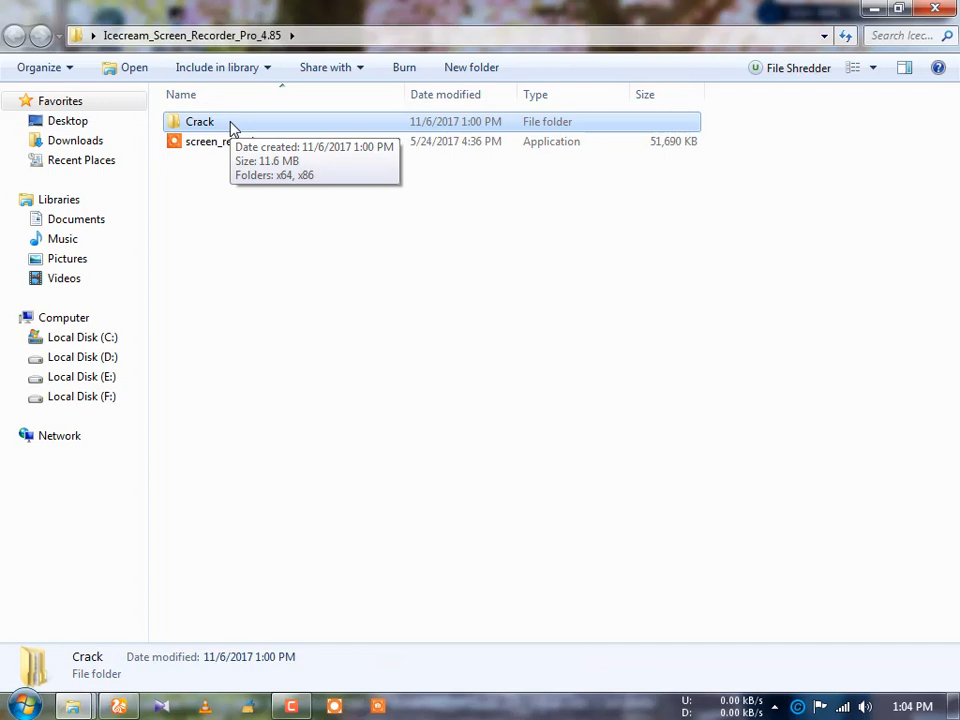 Icecream_Screen_Recorder_Pro_4.85
Search Icec...
Organize
Open
Include in library
Share with
Burn
New folder
File Shredder
Favorites
Desktop
Downloads
Recent Places
Libraries
Documents
Music
Pictures
Videos
Computer
Local Disk (C:)
Local Disk (D:)
Local Disk (E:)
Local Disk (F:)
Network
Name Date modified Type Size
Crack 11/6/2017 1:00 PM File folder
screen_re 5/24/2017 4:36 PM Application 51,690 KB
Date created: 11/6/2017 1:00 PM
Size: 11.6 MB
Folders: x64, x86
Crack Date modified: 11/6/2017 1:00 PM
File folder
U: 0.00 kB/s
D: 0.00 kB/s
1:04 PM